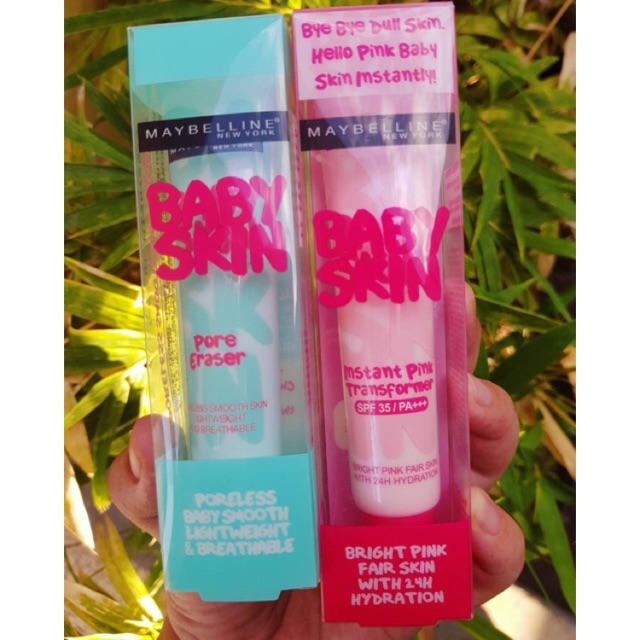 MAYBELLINE®
NEW YORK
BABY
SKIN
Pore
Eraser
SMOOTH SKIN
BREATHABLE
PORELESS
BABY SMOOTH
LIGHTWEIGHT
& BREATHABLE
Bye Bye Dull Skin.
Hello Pink Baby
Skin Instantly!
MAYBELLINE®
NEW YORK
BABY
SKIN
Instant Pink
Transformer
SPF 35 / PA+++
BRIGHT PINK FAIR SKIN
WITH 24H HYDRATION
BRIGHT PINK
FAIR SKIN
WITH 24H
HYDRATION